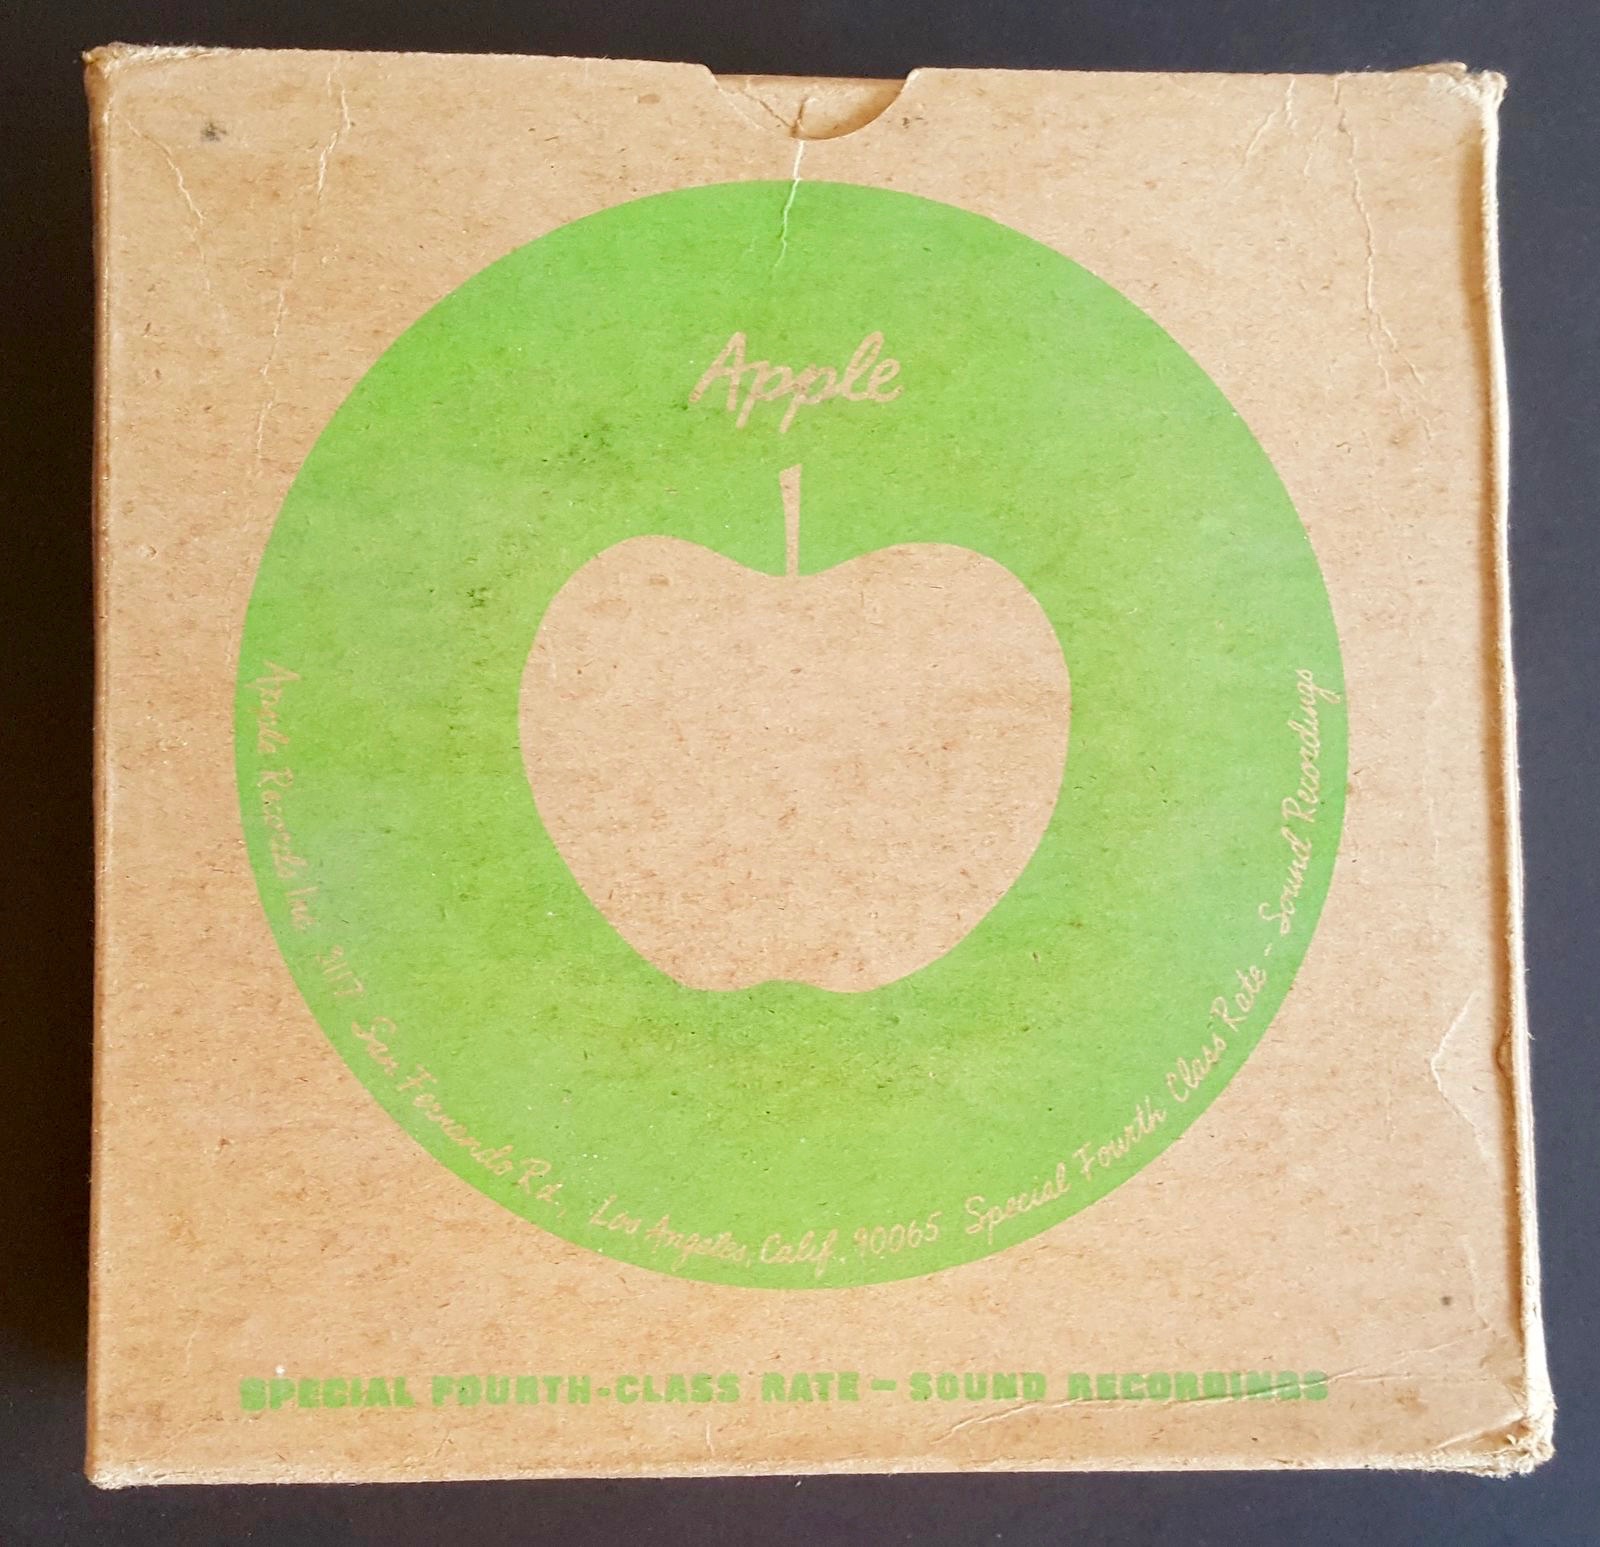 Apple
Apple Records Inc. 3117 San Fernando Rd., Los Angeles, Calif. 90065 Special Fourth Class Rate - Sound Recordings
SPECIAL FOURTH-CLASS RATE — SOUND RECORDINGS